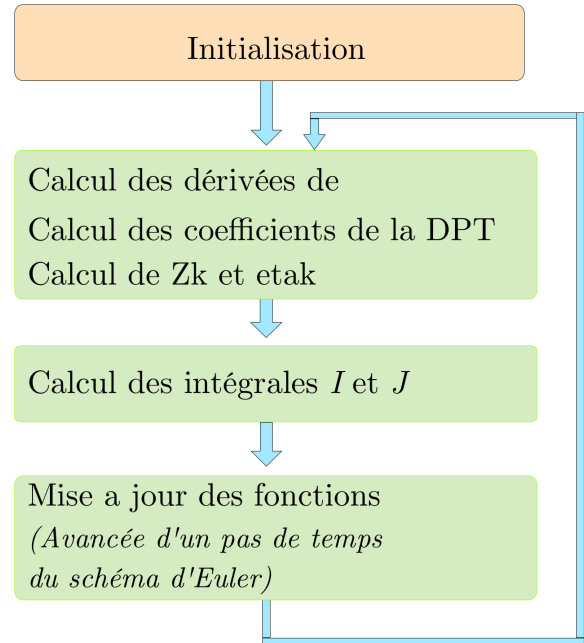 Initialisation
Calcul des dérivées de
Calcul des coefficients de la DPT
Calcul de Zk et etak
Calcul des intégrales I et J
Mise a jour des fonctions
(Avancée d'un pas de temps
du schéma d'Euler)